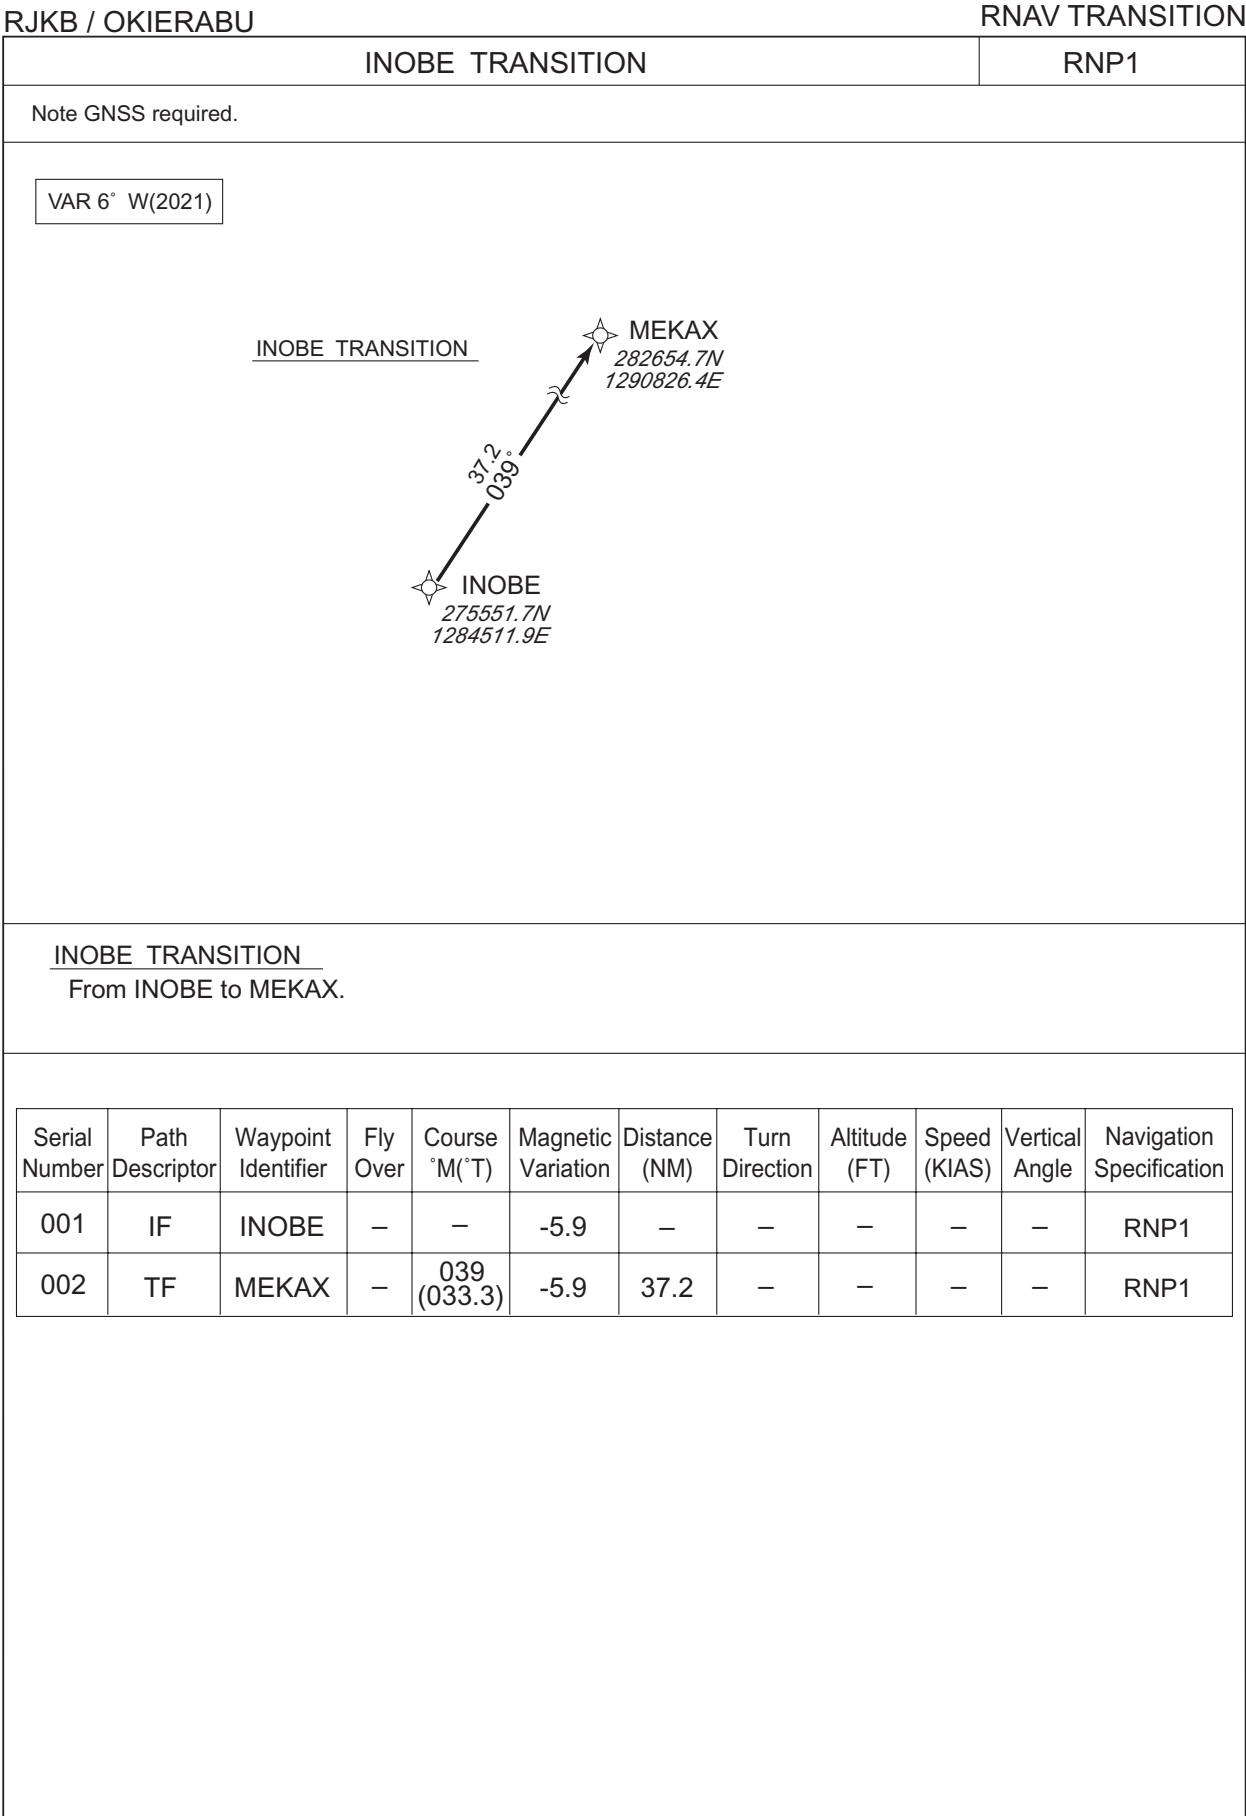 RJKB / OKIERABU
RNAV TRANSITION
INOBE TRANSITION
RNP1
Note GNSS required.
VAR 6° W(2021)
INOBE TRANSITION
MEKAX
282654.7N
1290826.4E
37.2
039°
INOBE
275551.7N
1284511.9E
INOBE TRANSITION
From INOBE to MEKAX.
Serial Number Path Descriptor Waypoint Identifier Fly Over Course °M(°T) Magnetic Variation Distance (NM) Turn Direction Altitude (FT) Speed (KIAS) Vertical Angle Navigation Specification
001 IF INOBE – – -5.9 – – – – – RNP1
002 TF MEKAX – 039 (033.3) -5.9 37.2 – – – – RNP1